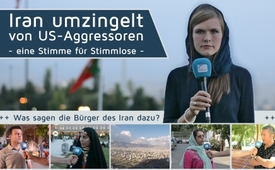 Iran umzingelt
von US-Aggressoren
- eine Stimme für Stimmlose -
++ Was sagen die Bürger des Iran dazu? ++